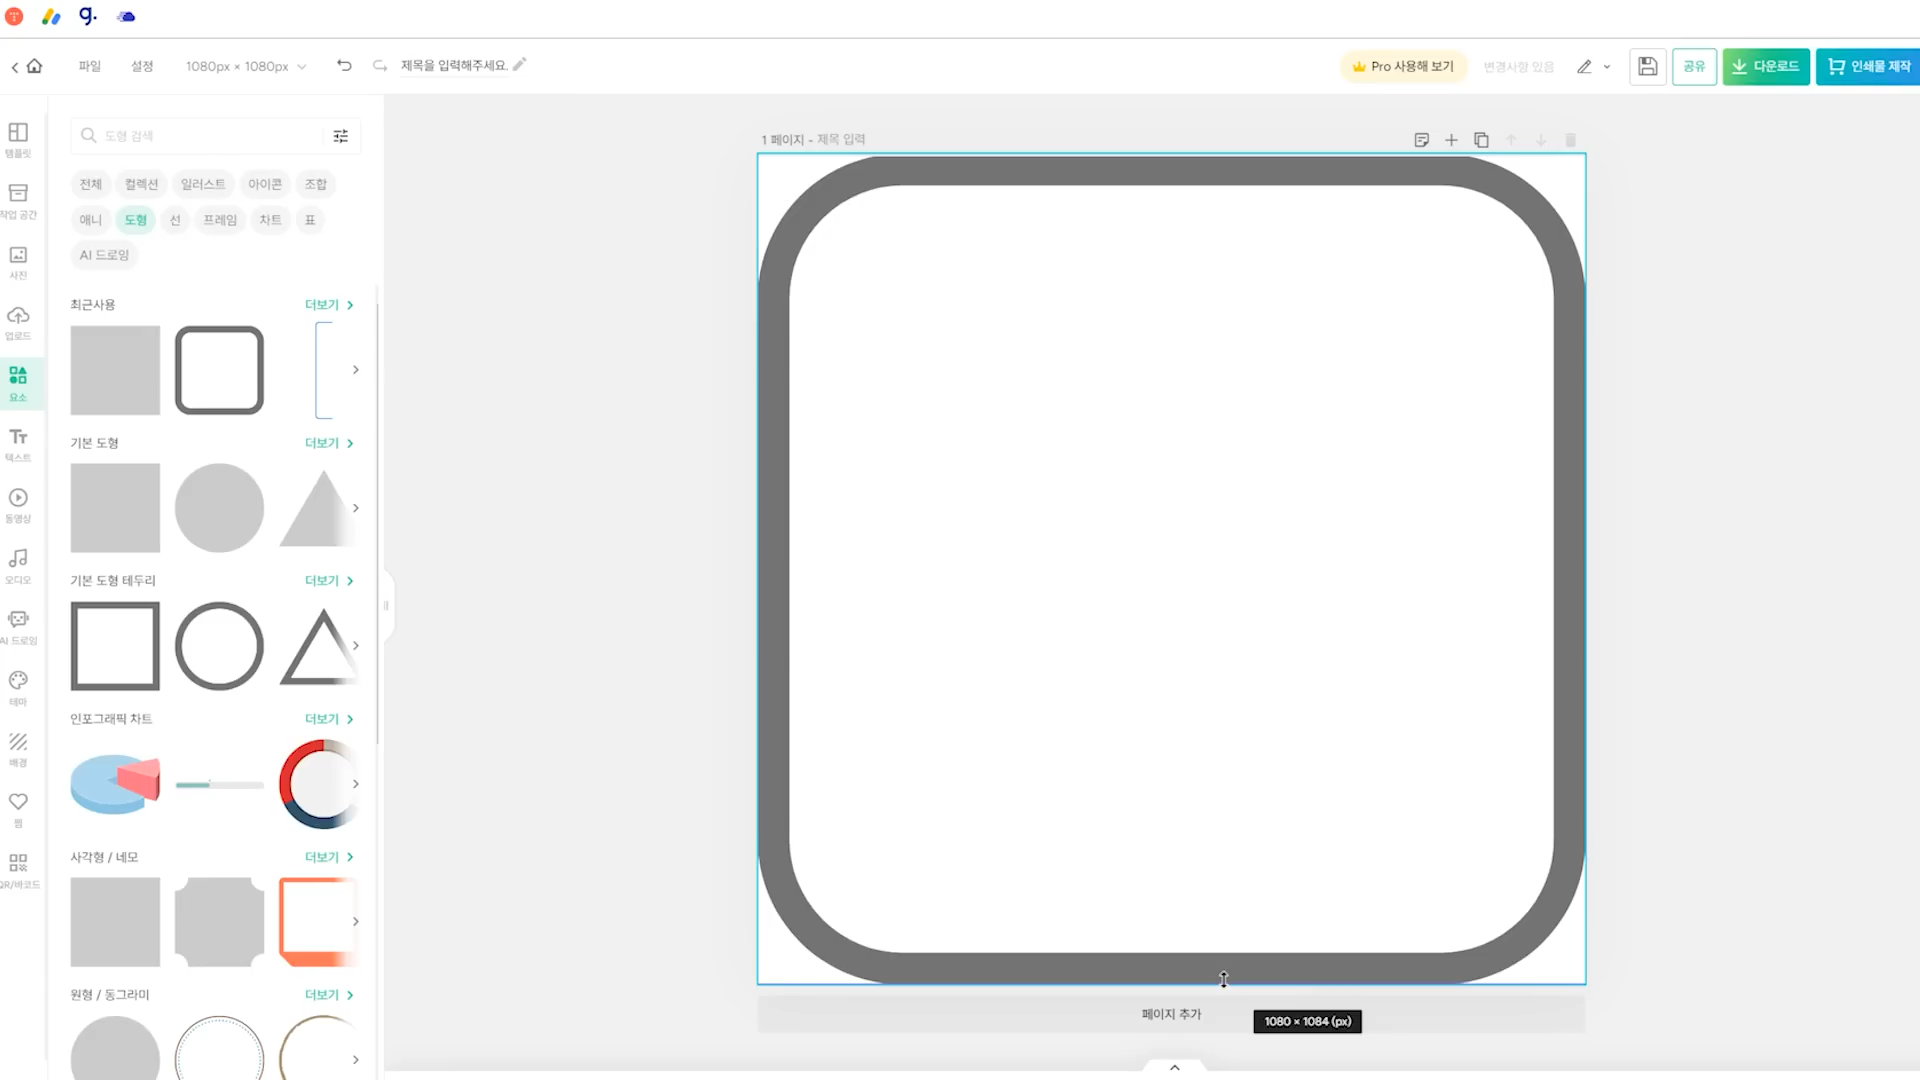 g.
파일 설정 1080px × 1080px 제목을 입력해주세요. Pro 사용해 보기 변경사항 있음 공유 다운로드 인쇄물 제작
템플릿
작업 공간
사진
업로드
요소
텍스트
동영상
오디오
AI 드로잉
테마
배경
찜
QR/바코드
도형 검색
전체 컬렉션 일러스트 아이콘 조합
애니 도형 선 프레임 차트 표
AI 드로잉
최근사용 더보기
기본 도형 더보기
기본 도형 테두리 더보기
인포그래픽 차트 더보기
사각형 / 네모 더보기
원형 / 동그라미 더보기
1 페이지 - 제목 입력
페이지 추가
1080 × 1084 (px)